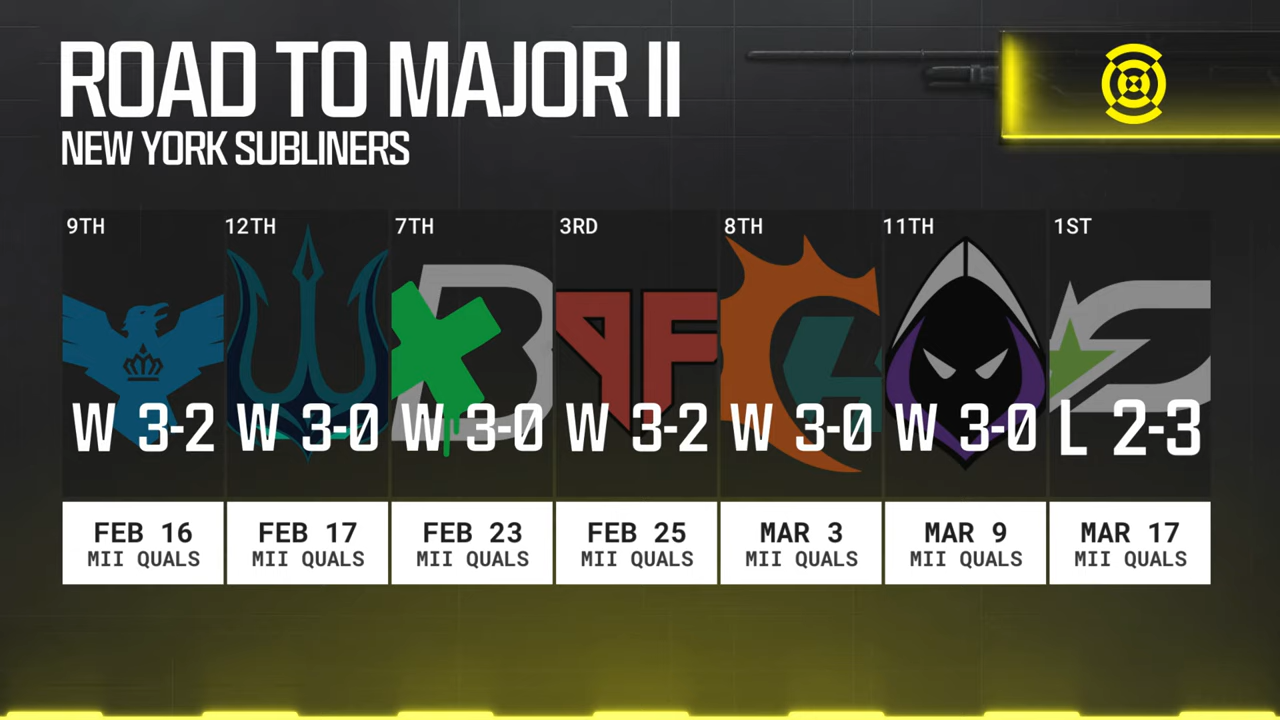 ROAD TO MAJOR II
NEW YORK SUBLINERS
9TH 12TH 7TH 3RD 8TH 11TH 1ST
W 3-2 W 3-0 W 3-0 W 3-2 W 3-0 W 3-0 L 2-3
FEB 16 FEB 17 FEB 23 FEB 25 MAR 3 MAR 9 MAR 17
MII QUALS MII QUALS MII QUALS MII QUALS MII QUALS MII QUALS MII QUALS